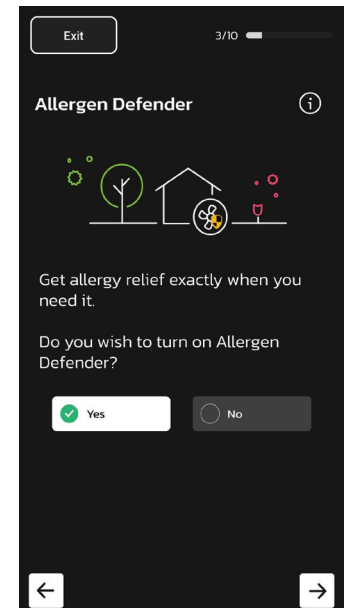 Exit
3/10
Allergen Defender
Get allergy relief exactly when you
need it.
Do you wish to turn on Allergen
Defender?
Yes
No